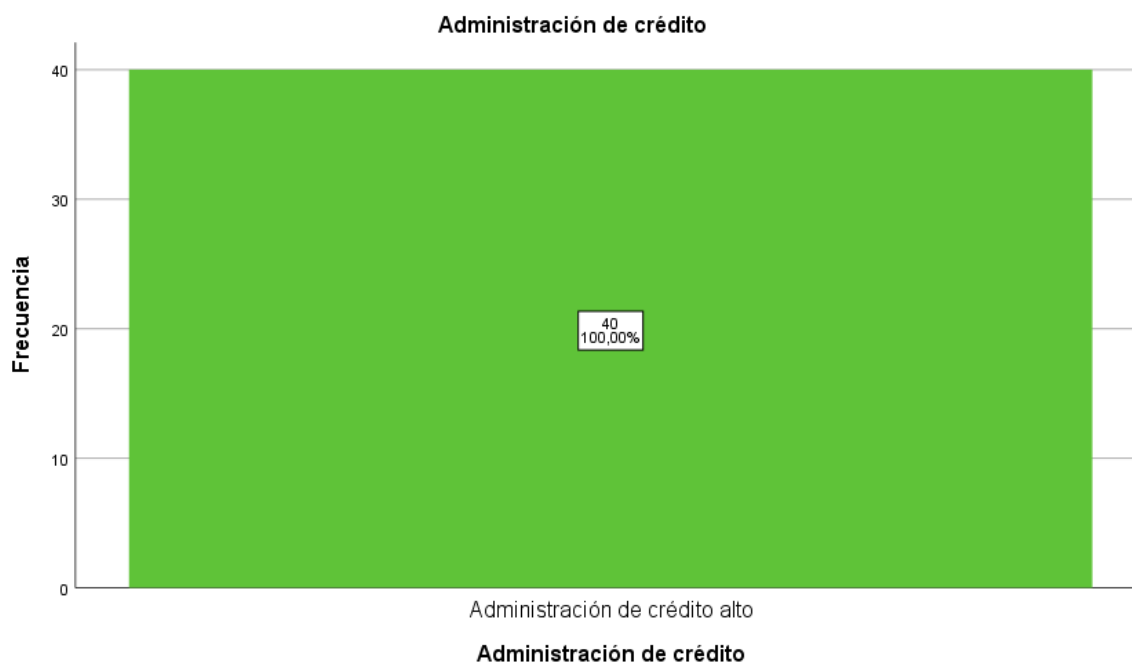 Administración de crédito
40
30
20
10
0
Frecuencia
40
100,00%
Administración de crédito alto
Administración de crédito